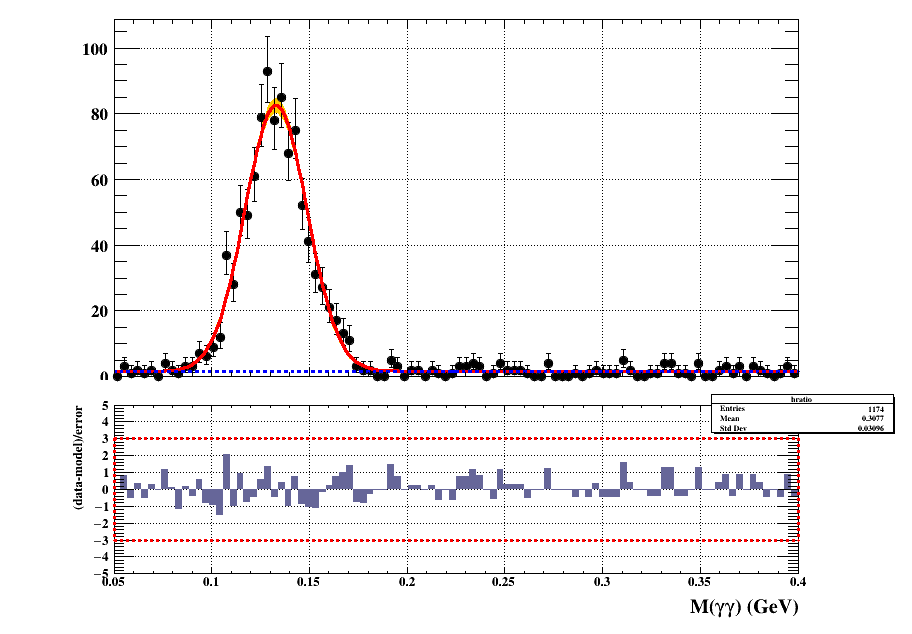 100
80
60
40
20
0
hratio
Entries 1174
Mean 0.3077
Std Dev 0.03096
(data-model)/error
5
4
3
2
1
0
−1
−2
−3
−4
−5
0.05 0.1 0.15 0.2 0.25 0.3 0.35 0.4
M(γγ) (GeV)